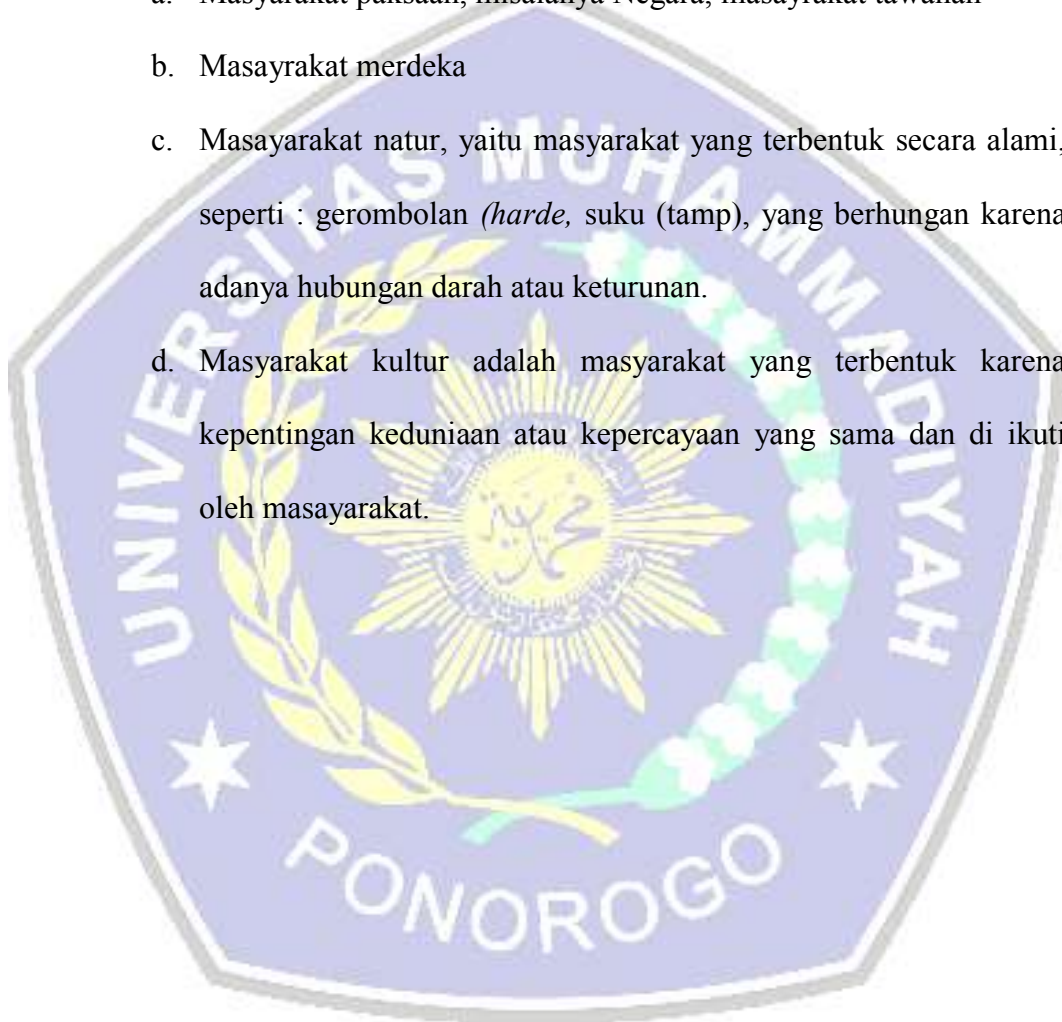 a. Masyarakat paksaan, misalanya Negara, masayrakat tawanan
b. Masayrakat merdeka
c. Masayarakat natur, yaitu masyarakat yang terbentuk secara alami,
seperti : gerombolan (harde, suku (tamp), yang berhungan karena
adanya hubungan darah atau keturunan.
d. Masyarakat kultur adalah masyarakat yang terbentuk karena
kepentingan keduniaan atau kepercayaan yang sama dan di ikuti
oleh masayarakat.
UNIVERSITAS MUHAMMADIYAH
PONOROGO